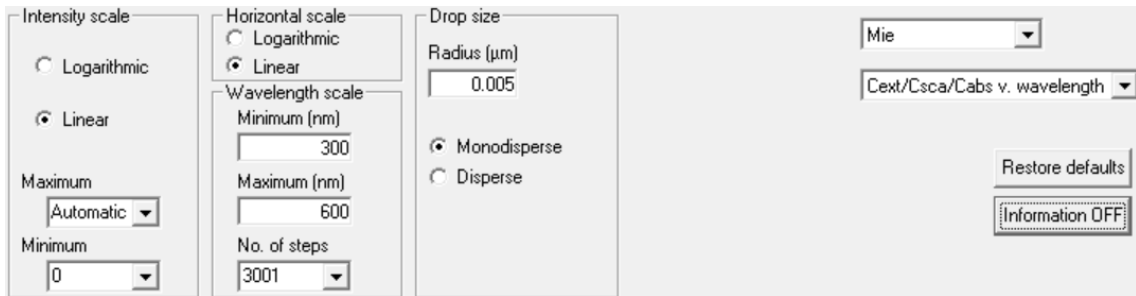 Intensity scale
Logarithmic
Linear
Maximum
Automatic
Minimum
0
Horizontal scale
Logarithmic
Linear
Wavelength scale
Minimum (nm)
300
Maximum (nm)
600
No. of steps
3001
Drop size
Radius (µm)
0.005
Monodisperse
Disperse
Mie
Cext/Csca/Cabs v. wavelength
Restore defaults
Information OFF